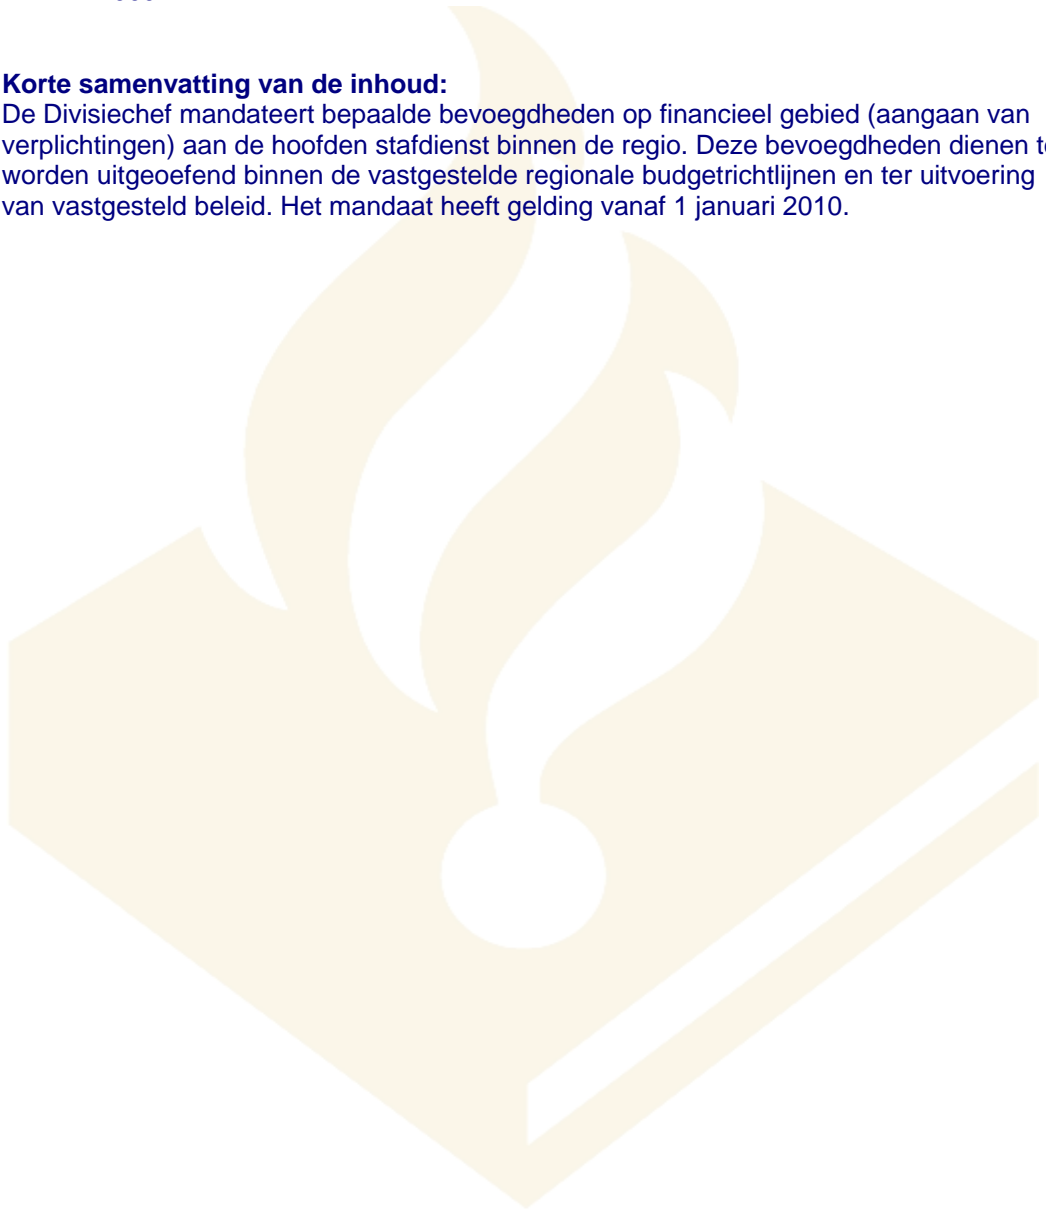 Korte samenvatting van de inhoud:
De Divisiechef mandateert bepaalde bevoegdheden op financieel gebied (aangaan van
verplichtingen) aan de hoofden stafdienst binnen de regio. Deze bevoegdheden dienen
worden uitgeoefend binnen de vastgestelde regionale budgetrichtlijnen en ter uitvoering
van vastgesteld beleid. Het mandaat heeft gelding vanaf 1 januari 2010.